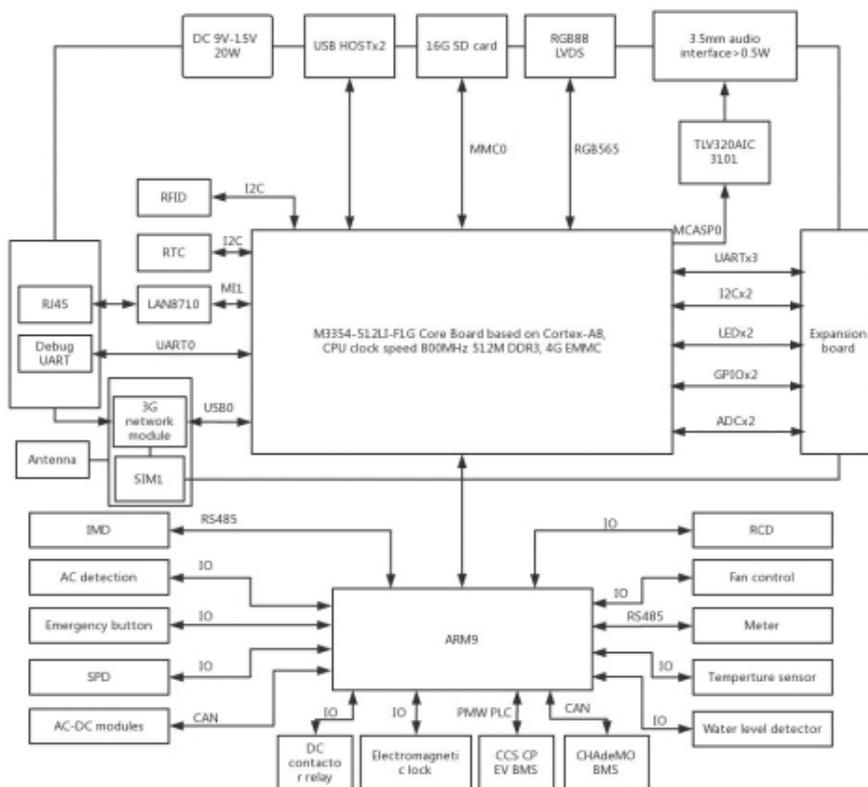 DC 9V-15V
20W
USB HOSTx2
16G SD card
RGB88
LVDS
3.5mm audio
interface>0.5W
MMC0
RGB565
TLV320AIC
3101
RFID
I2C
MCASP0
RTC
I2C
UARTx3
RJ45
LAN8710
MI1
I2Cx2
M3354-512LI-FLG Core Board based on Cortex-A8,
CPU clock speed 800MHz 512M DDR3, 4G EMMC
LEDx2
Expansion
board
Debug
UART
UART0
GPIOx2
3G
network
module
USB0
ADCx2
Antenna
SIM1
IMD
RS485
IO
RCD
AC detection
IO
IO
Fan control
Emergency button
IO
ARM9
RS485
Meter
SPD
IO
IO
Temperture sensor
AC-DC modules
CAN
IO
Water level detector
IO
IO
PMW PLC
CAN
DC
contacto
r relay
Electromagneti
c lock
CCS CP
EV BMS
CHAdeMO
BMS